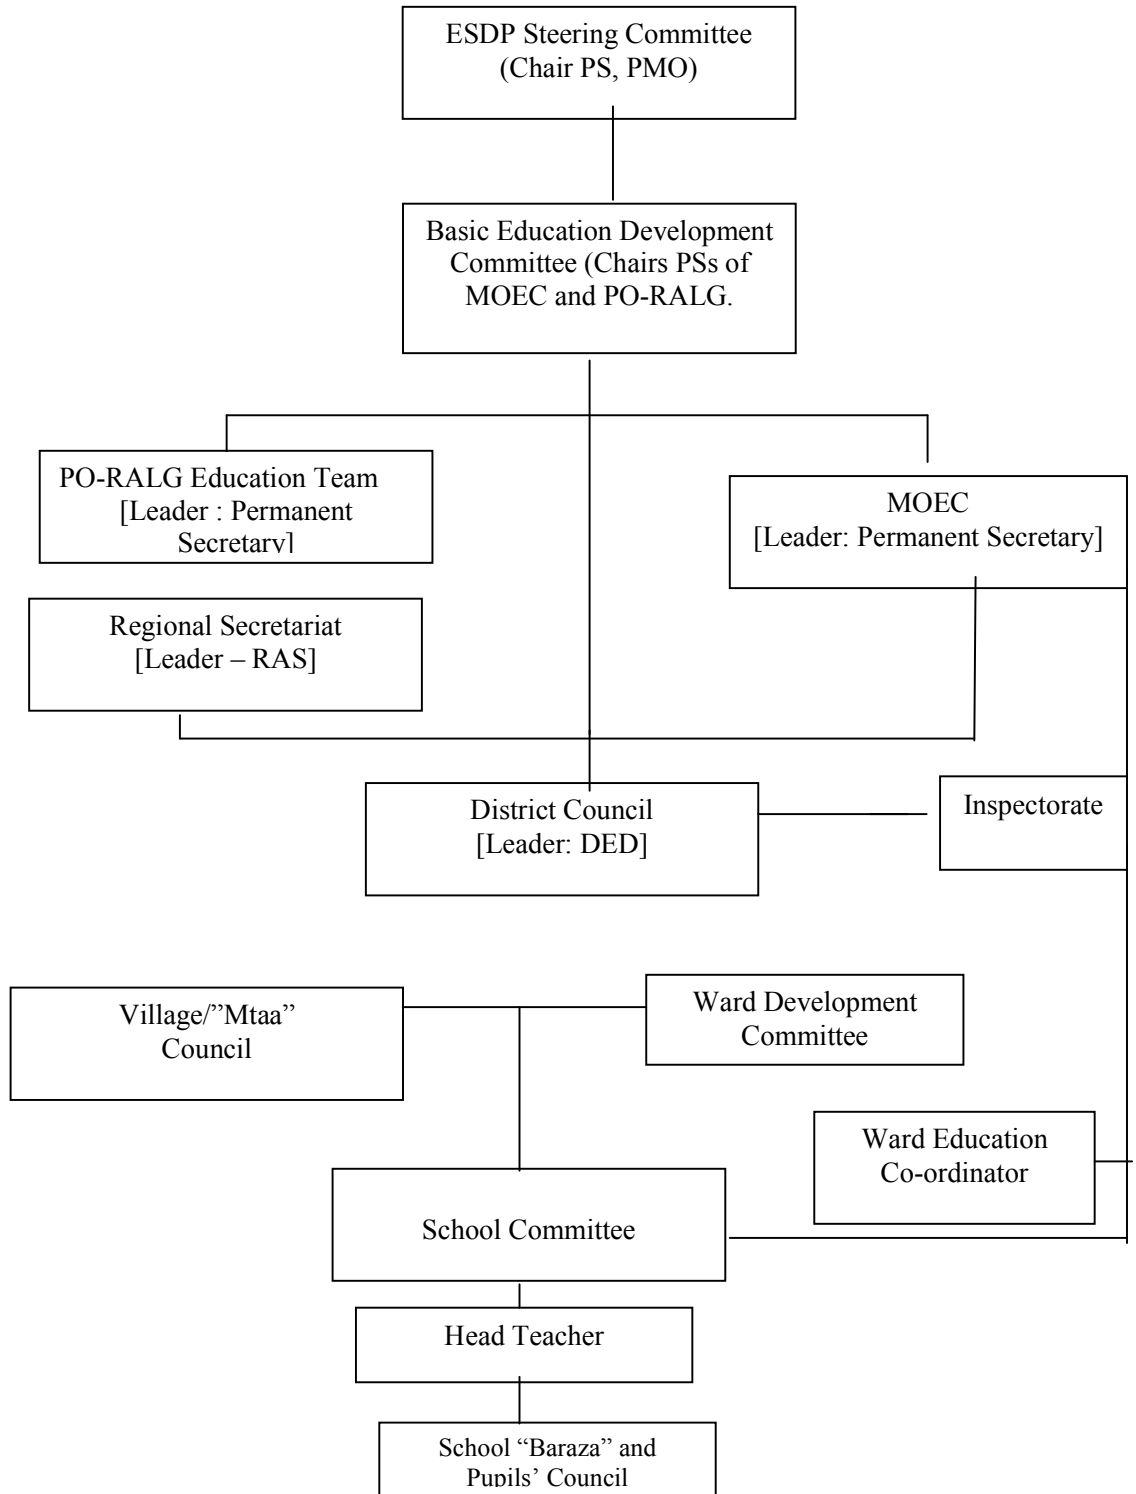 ESDP Steering Committee
(Chair PS, PMO)
Basic Education Development
Committee (Chairs PSs of
MOEC and PO-RALG.
PO-RALG Education Team
[Leader : Permanent
Secretary]
MOEC
[Leader: Permanent Secretary]
Regional Secretariat
[Leader – RAS]
District Council
[Leader: DED]
Inspectorate
Village/”Mtaa”
Council
Ward Development
Committee
Ward Education
Co-ordinator
School Committee
Head Teacher
School “Baraza” and
Pupils’ Council